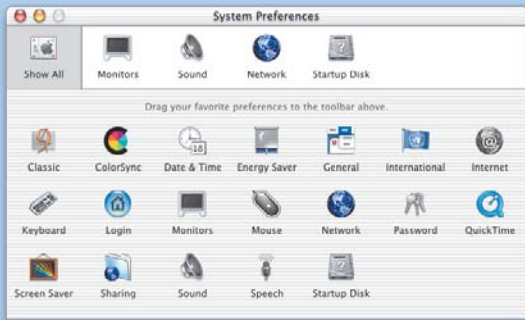 System Preferences
Show All Monitors Sound Network Startup Disk
Drag your favorite preferences to the toolbar above.
18
Classic ColorSync Date & Time Energy Saver General International Internet
Keyboard Login Monitors Mouse Network Password QuickTime
Screen Saver Sharing Sound Speech Startup Disk